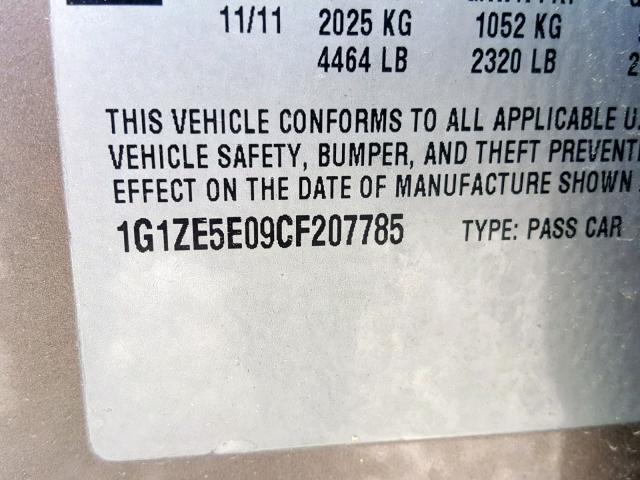 11/11 2025 KG 1052 KG
4464 LB 2320 LB
THIS VEHICLE CONFORMS TO ALL APPLICABLE U.
VEHICLE SAFETY, BUMPER, AND THEFT PREVENTI
EFFECT ON THE DATE OF MANUFACTURE SHOWN
1G1ZE5E09CF207785 TYPE: PASS CAR